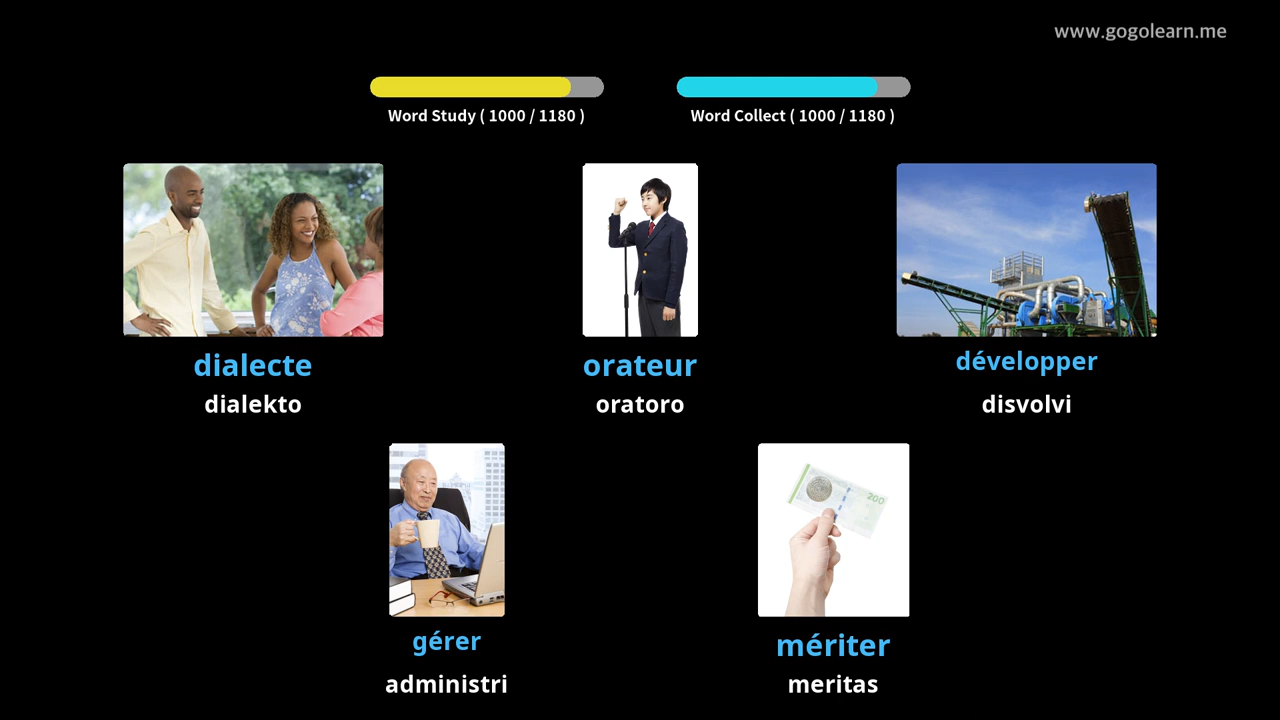 www.gogolearn.me
Word Study ( 1000 / 1180 )
Word Collect ( 1000 / 1180 )
dialecte
dialekto
orateur
oratoro
développer
disvolvi
200
gérer
administri
mériter
meritas